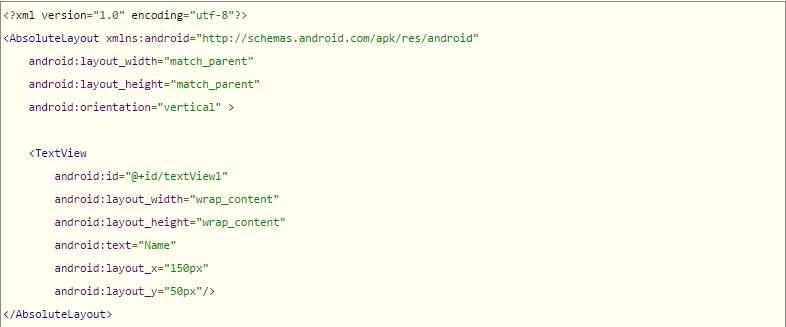 <?xml version="1.0" encoding="utf-8"?>
<AbsoluteLayout xmlns:android="http://schemas.android.com/apk/res/android"
    android:layout_width="match_parent"
    android:layout_height="match_parent"
    android:orientation="vertical" >
    <TextView
        android:id="@+id/textView1"
        android:layout_width="wrap_content"
        android:layout_height="wrap_content"
        android:text="Name"
        android:layout_x="150px"
        android:layout_y="50px"/>
</AbsoluteLayout>